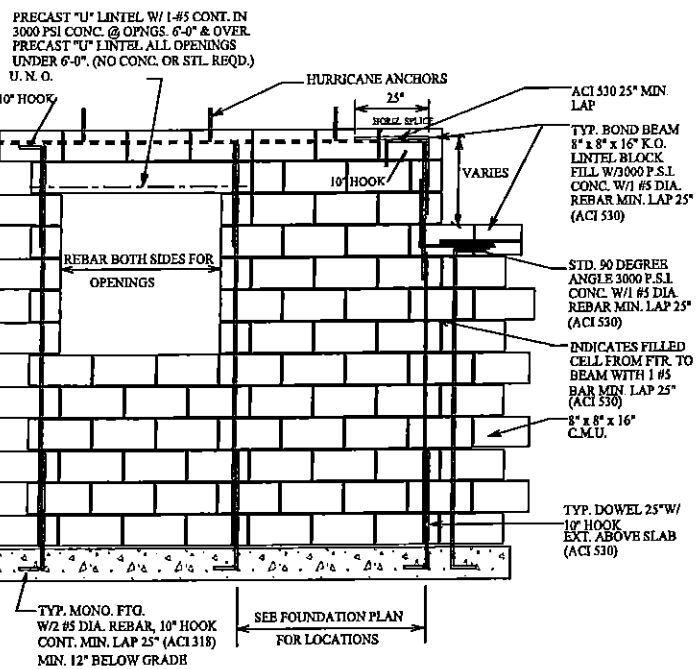 PRECAST "U" LINTEL W/ 1-#5 CONT. IN
3000 PSI CONC. @ OPNGS. 6'-0" & OVER.
PRECAST "U" LINTEL ALL OPENINGS
UNDER 6'-0". (NO CONC. OR STL. REQD.)
U. N. O.
10" HOOK
HURRICANE ANCHORS
25"
HORIZ. SPLICE
10" HOOK
VARIES
ACI 530 25" MIN.
LAP
TYP. BOND BEAM
8" x 8" x 16" K.O.
LINTEL BLOCK
FILL W/3000 P.S.I.
CONC. W/1 #5 DIA.
REBAR MIN. LAP 25"
(ACI 530)
REBAR BOTH SIDES FOR
OPENINGS
STD. 90 DEGREE
ANGLE 3000 P.S.I.
CONC. W/1 #5 DIA.
REBAR MIN. LAP 25"
(ACI 530)
INDICATES FILLED
CELL FROM FTR. TO
BEAM WITH 1 #5
BAR MIN. LAP 25"
(ACI 530)
8" x 8" x 16"
C.M.U.
TYP. DOWEL 25"W/
10" HOOK
EXT. ABOVE SLAB
(ACI 530)
TYP. MONO. FTG.
W/2 #5 DIA. REBAR, 10" HOOK
CONT. MIN. LAP 25" (ACI 318)
MIN. 12" BELOW GRADE
SEE FOUNDATION PLAN
FOR LOCATIONS